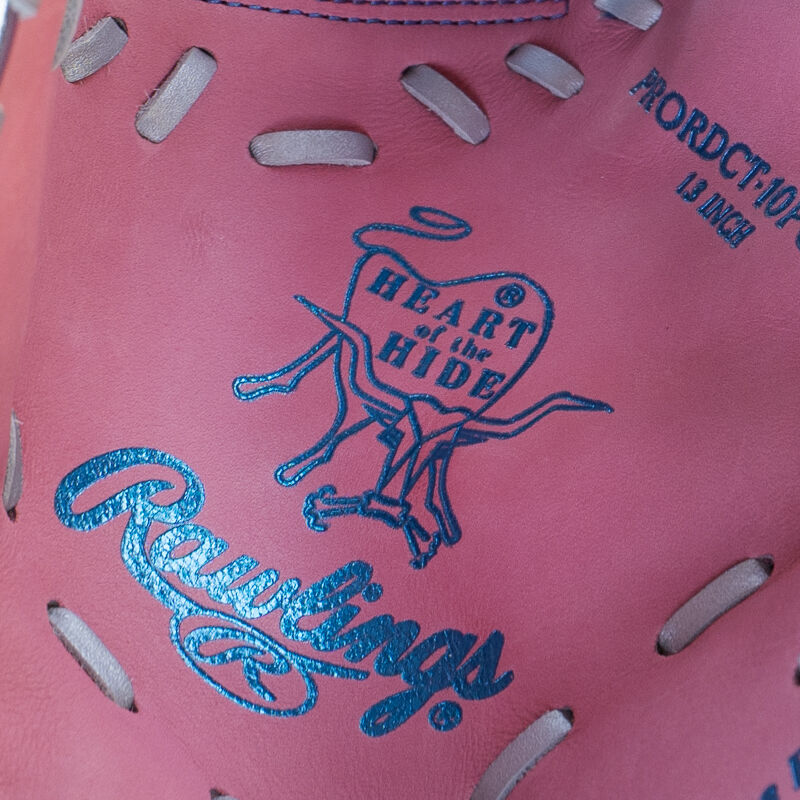 PRORDCT-10P
13 INCH
HEART ®
of the
HIDE
Rawlings
R ®